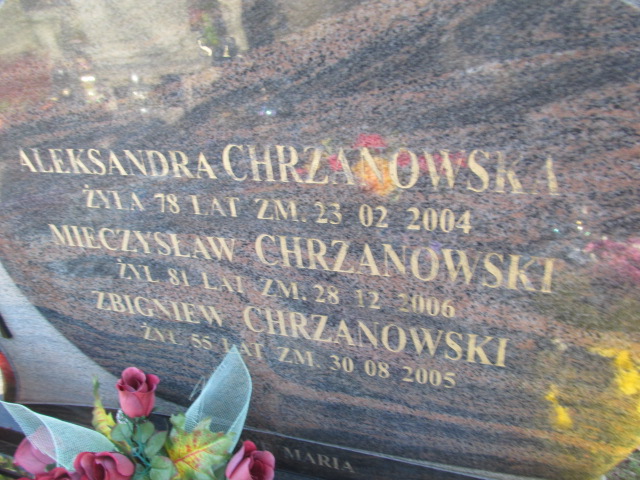 ALEKSANDRA CHRZANOWSKA
ŻYŁA 78 LAT ZM. 23 02 2004
MIECZYSŁAW CHRZANOWSKI
ŻYŁ 81 LAT ZM. 28 12 2006
ZBIGNIEW CHRZANOWSKI
ŻYŁ 55 LAT ZM. 30 08 2005
MARIA